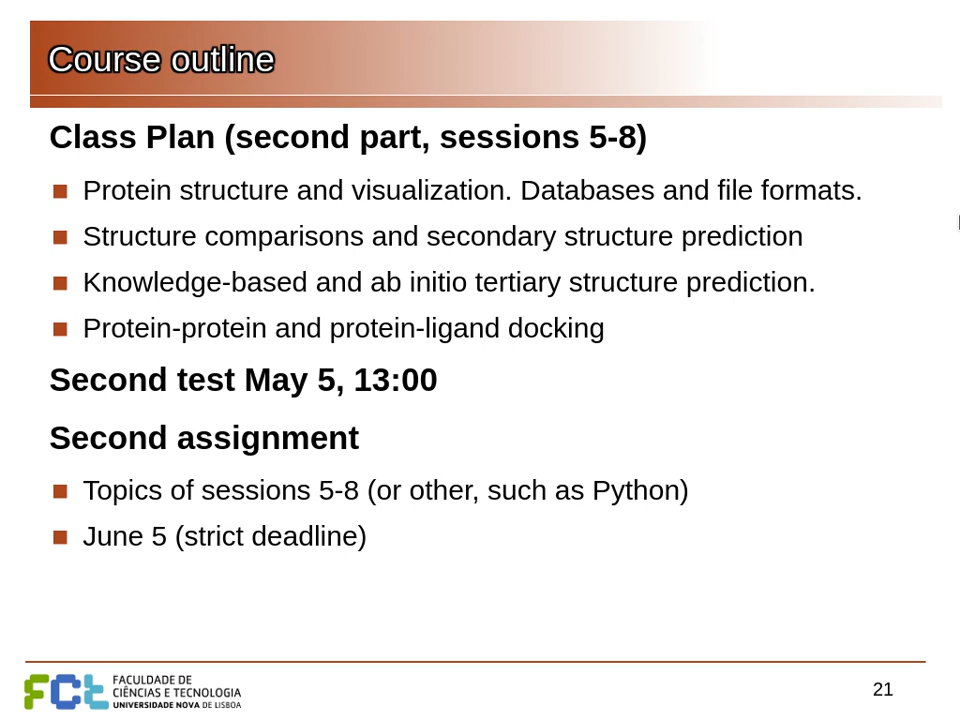 Course outline
Class Plan (second part, sessions 5-8)
Protein structure and visualization. Databases and file formats.
Structure comparisons and secondary structure prediction
Knowledge-based and ab initio tertiary structure prediction.
Protein-protein and protein-ligand docking
Second test May 5, 13:00
Second assignment
Topics of sessions 5-8 (or other, such as Python)
June 5 (strict deadline)
FCt
FACULDADE DE
CIÊNCIAS E TECNOLOGIA
UNIVERSIDADE NOVA DE LISBOA
21